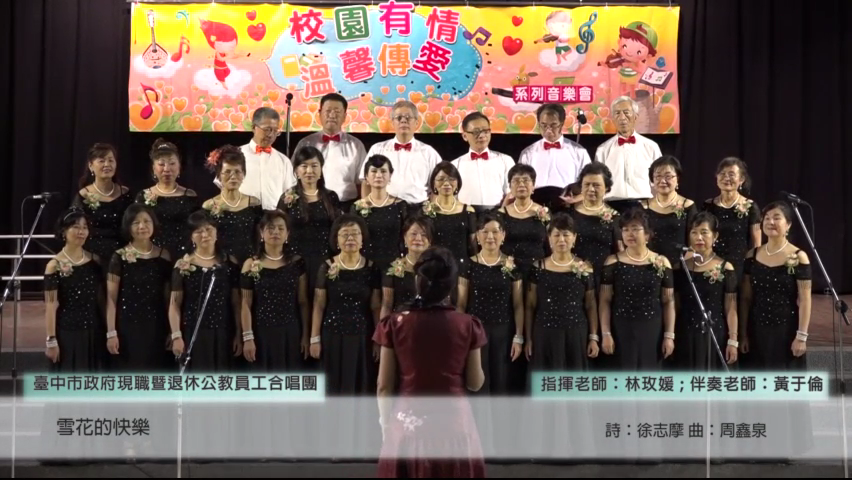 校園有情
溫馨傳愛
系列音樂會
臺中市政府現職暨退休公教員工合唱團
指揮老師：林玫媛；伴奏老師：黃于倫
雪花的快樂
詩：徐志摩 曲：周鑫泉